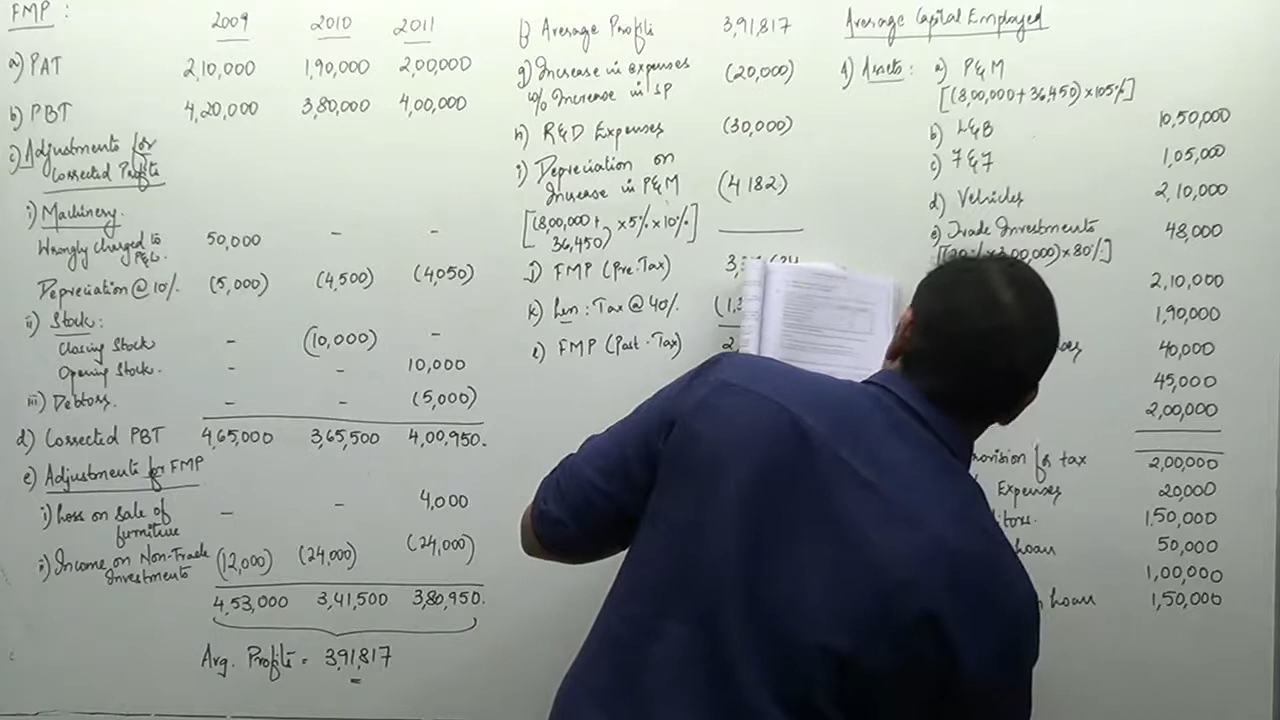 FMP :
2009 2010 2011
a) PAT 2,10,000 1,90,000 2,00,000
b) PBT 4,20,000 3,80,000 4,00,000
c) Adjustments for
Corrected Profits
i) Machinery.
Wrongly charged to
P&L. 50,000 - -
Depreciation @ 10%. (5,000) (4,500) (4,050)
ii) Stock:
Closing Stock - (10,000) -
Opening Stock. - - 10,000
iii) Debtors. - - (5,000)
d) Corrected PBT 4,65,000 3,65,500 4,00,950.
e) Adjustments for FMP
i) Loss on sale of
furniture - - 4,000
ii) Income on Non-Trade
Investments (12,000) (24,000) (24,000)
4,53,000 3,41,500 3,80,950.
Avg. Profits = 3,91,817
f) Average Profits 3,91,817
g) Increase in expenses (20,000)
w/o Increase in SP
h) R&D Expenses (30,000)
i) Depreciation on
Increase in P&M (4182)
[(8,00,000+36,450) ×5%×10%]
j) FMP (Pre-Tax)
k) Less: Tax @ 40%.
l) FMP (Post-Tax)
Average Capital Employed
1) Assets : a) P&M
[(8,00,000+36,450)×105%]
b) L&B 10,50,000
c) F&F 1,05,000
d) Vehicles 2,10,000
e) Trade Investments 48,000
×80%]
2,10,000
1,90,000
40,000
45,000
2,00,000
for tax 2,00,000
Expenses 20,000
1,50,000
loan 50,000
1,00,000
loan 1,50,000